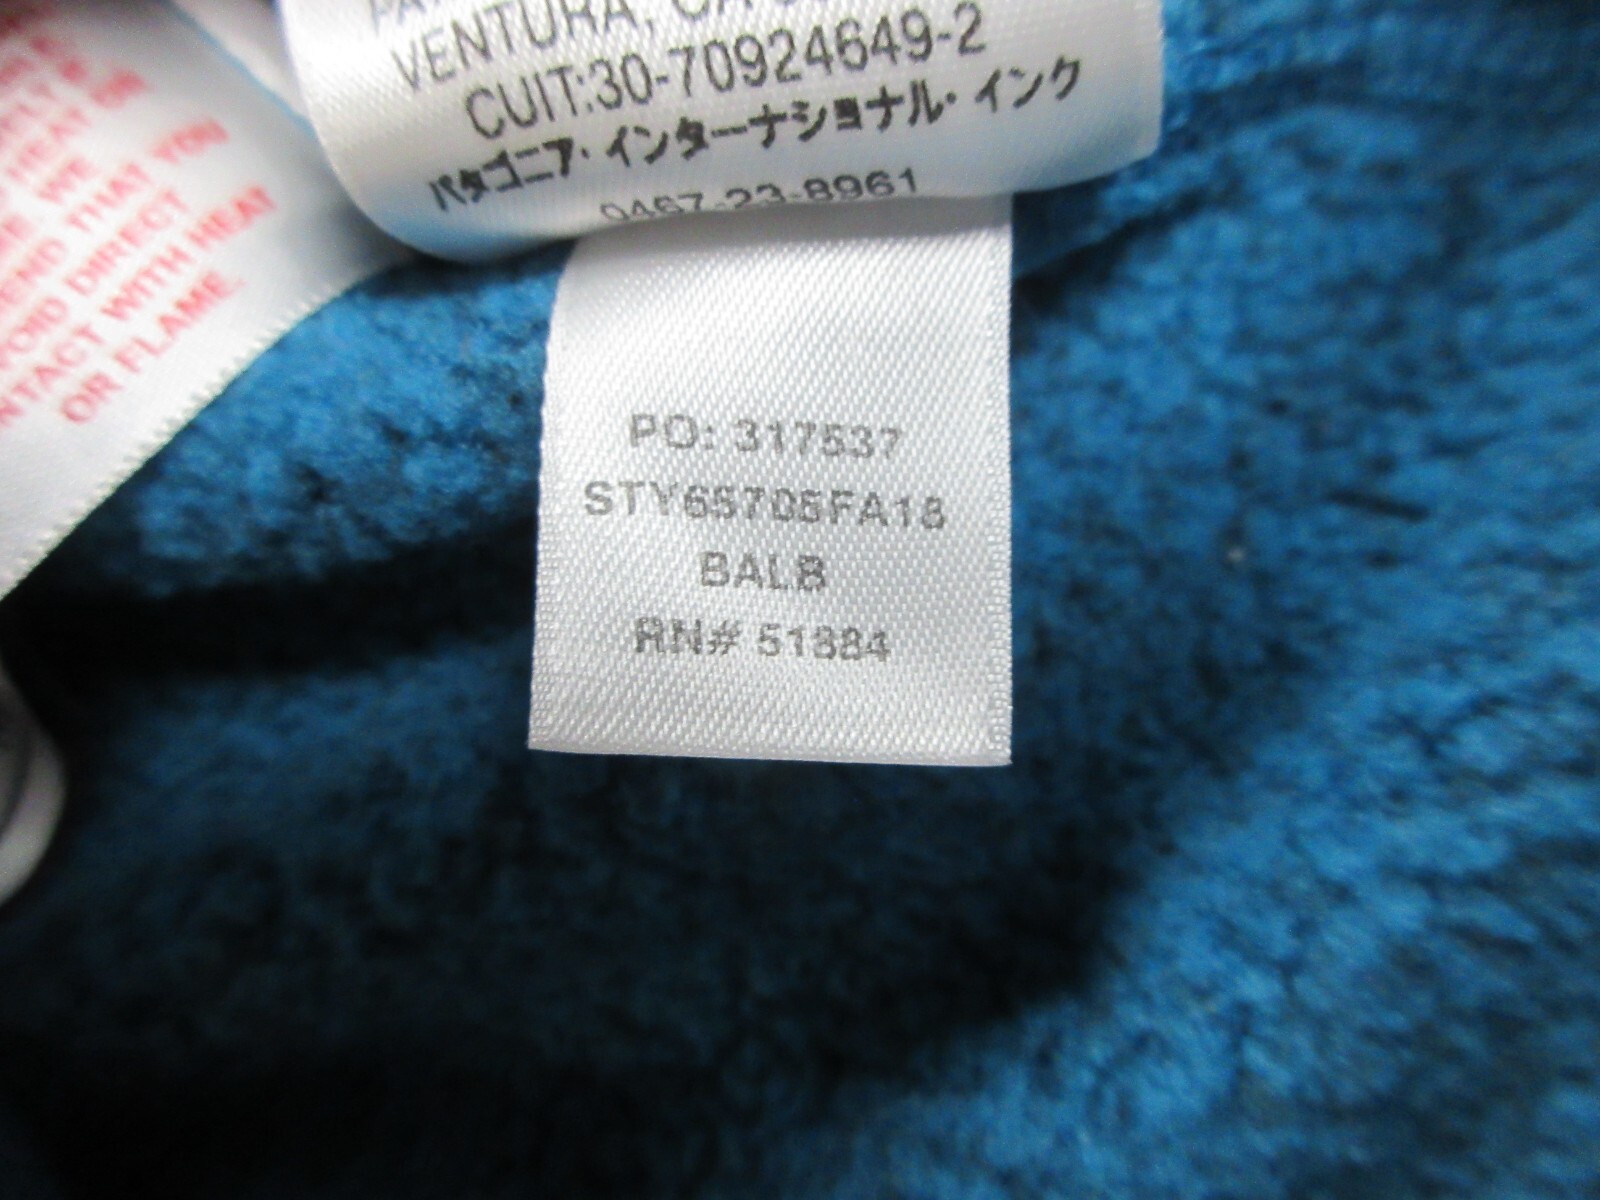 VENTURA, CA
CUIT:30-70924649-2
パタゴニア・インターナショナル・インク
0467-23-8961
PO: 317537
STY65705FA18
BALB
RN# 51884
HEAT OR
WE
THAT YOU
DIRECT
WITH HEAT
OR FLAME.